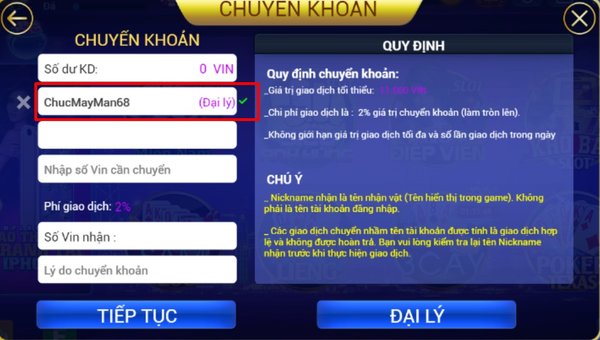 CHUYỂN KHOẢN
CHUYỂN KHOẢN
Số dư KD: 0 VIN
ChucMayMan68 (Đại lý)
Nhập số Vin cần chuyển
Phí giao dịch: 2%
Số Vin nhận :
Lý do chuyển khoản
TIẾP TỤC
QUY ĐỊNH
Quy định chuyển khoản:
_Giá trị giao dịch tối thiểu: 11.000 VIN
_Chi phí giao dịch là : 2% giá trị chuyển khoản (làm tròn lên).
_Không giới hạn giá trị giao dịch tối đa và số lần giao dịch trong ngày
CHÚ Ý
_ Nickname nhận là tên nhận vật (Tên hiển thị trong game). Không
phải là tên tài khoản đăng nhập.
_ Các giao dịch chuyển nhầm tên tài khoản được tính là giao dịch hợp
lệ và không được hoàn trả. Bạn vui lòng kiểm tra lại tên Nickname
nhận trước khi thực hiện giao dịch.
ĐẠI LÝ